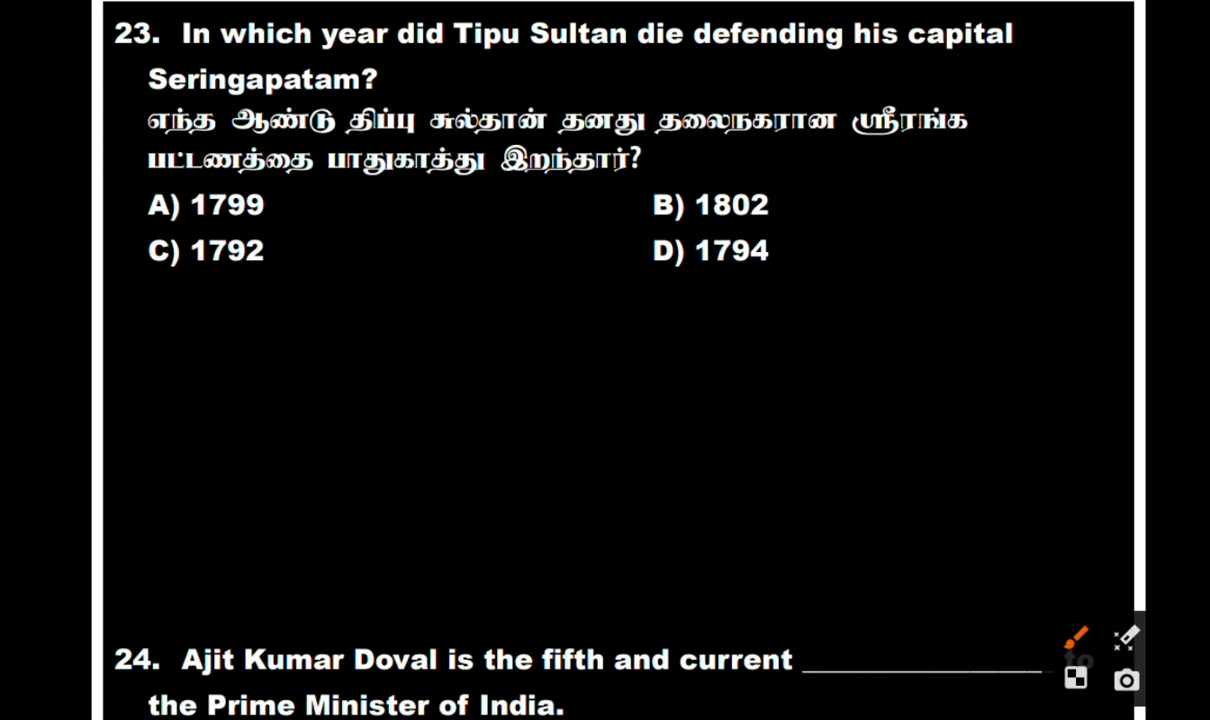 23. In which year did Tipu Sultan die defending his capital
Seringapatam?
எந்த ஆண்டு திப்பு சுல்தான் தனது தலைநகரான ஸ்ரீரங்க
பட்டணத்தை பாதுகாத்து இறந்தார்?
A) 1799 B) 1802
C) 1792 D) 1794
24. Ajit Kumar Doval is the fifth and current ________________ to
the Prime Minister of India.